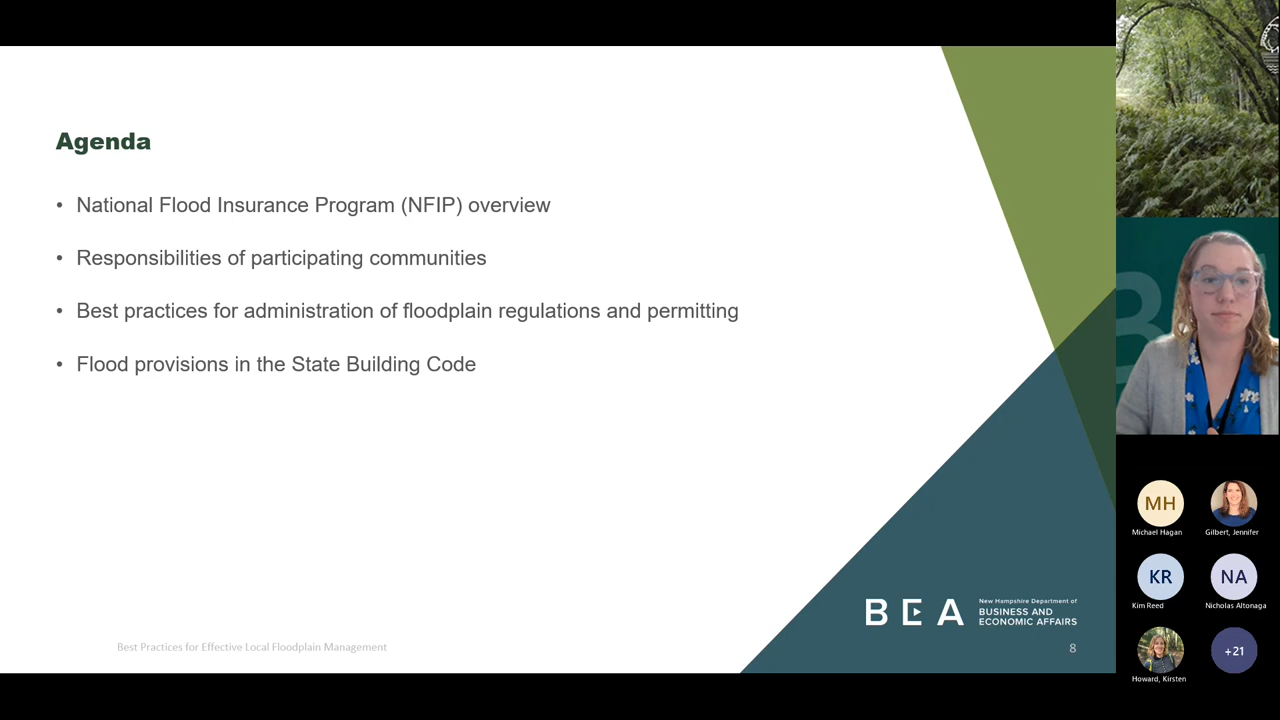 Agenda
• National Flood Insurance Program (NFIP) overview
• Responsibilities of participating communities
• Best practices for administration of floodplain regulations and permitting
• Flood provisions in the State Building Code
BEA
New Hampshire Department of
BUSINESS AND
ECONOMIC AFFAIRS
Best Practices for Effective Local Floodplain Management
8
MH
Michael Hagan
Gilbert, Jennifer
KR
NA
Kim Reed
Nicholas Altonaga
+21
Howard, Kirsten